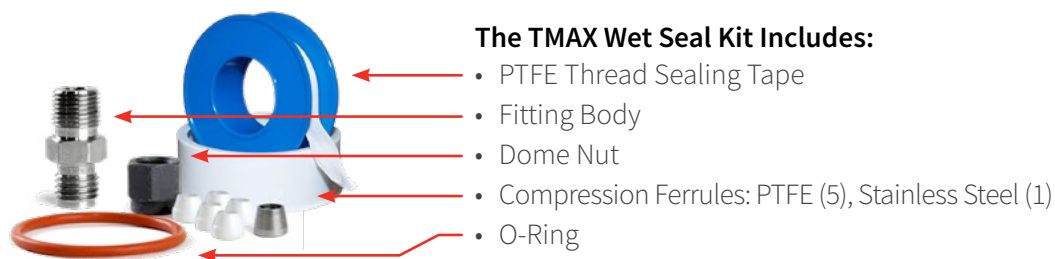 The TMAX Wet Seal Kit Includes:
• PTFE Thread Sealing Tape
• Fitting Body
• Dome Nut
• Compression Ferrules: PTFE (5), Stainless Steel (1)
• O-Ring